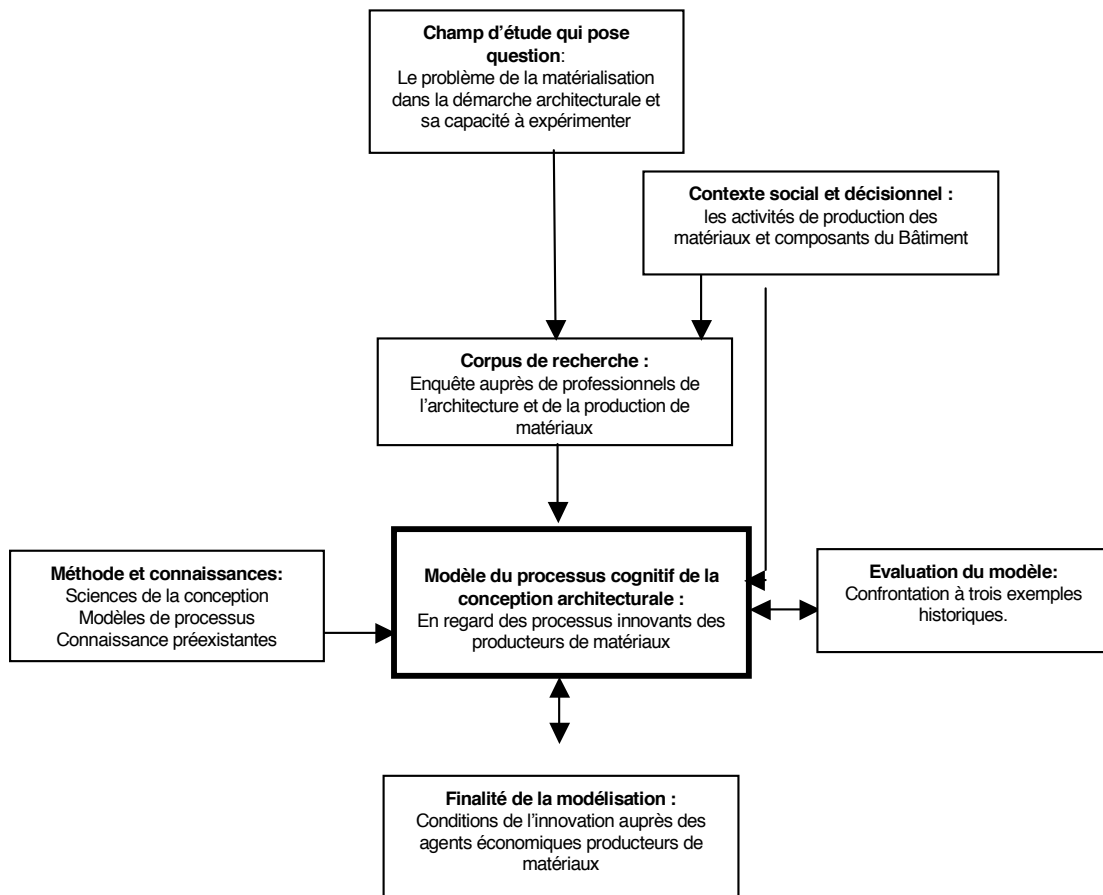 Champ d'étude qui pose
question:
Le problème de la matérialisation
dans la démarche architecturale et
sa capacité à expérimenter
Contexte social et décisionnel :
les activités de production des
matériaux et composants du Bâtiment
Corpus de recherche :
Enquête auprès de professionnels de
l'architecture et de la production de
matériaux
Méthode et connaissances:
Sciences de la conception
Modèles de processus
Connaissance préexistantes
Modèle du processus cognitif de la
conception architecturale :
En regard des processus innovants des
producteurs de matériaux
Evaluation du modèle:
Confrontation à trois exemples
historiques.
Finalité de la modélisation :
Conditions de l'innovation auprès des
agents économiques producteurs de
matériaux